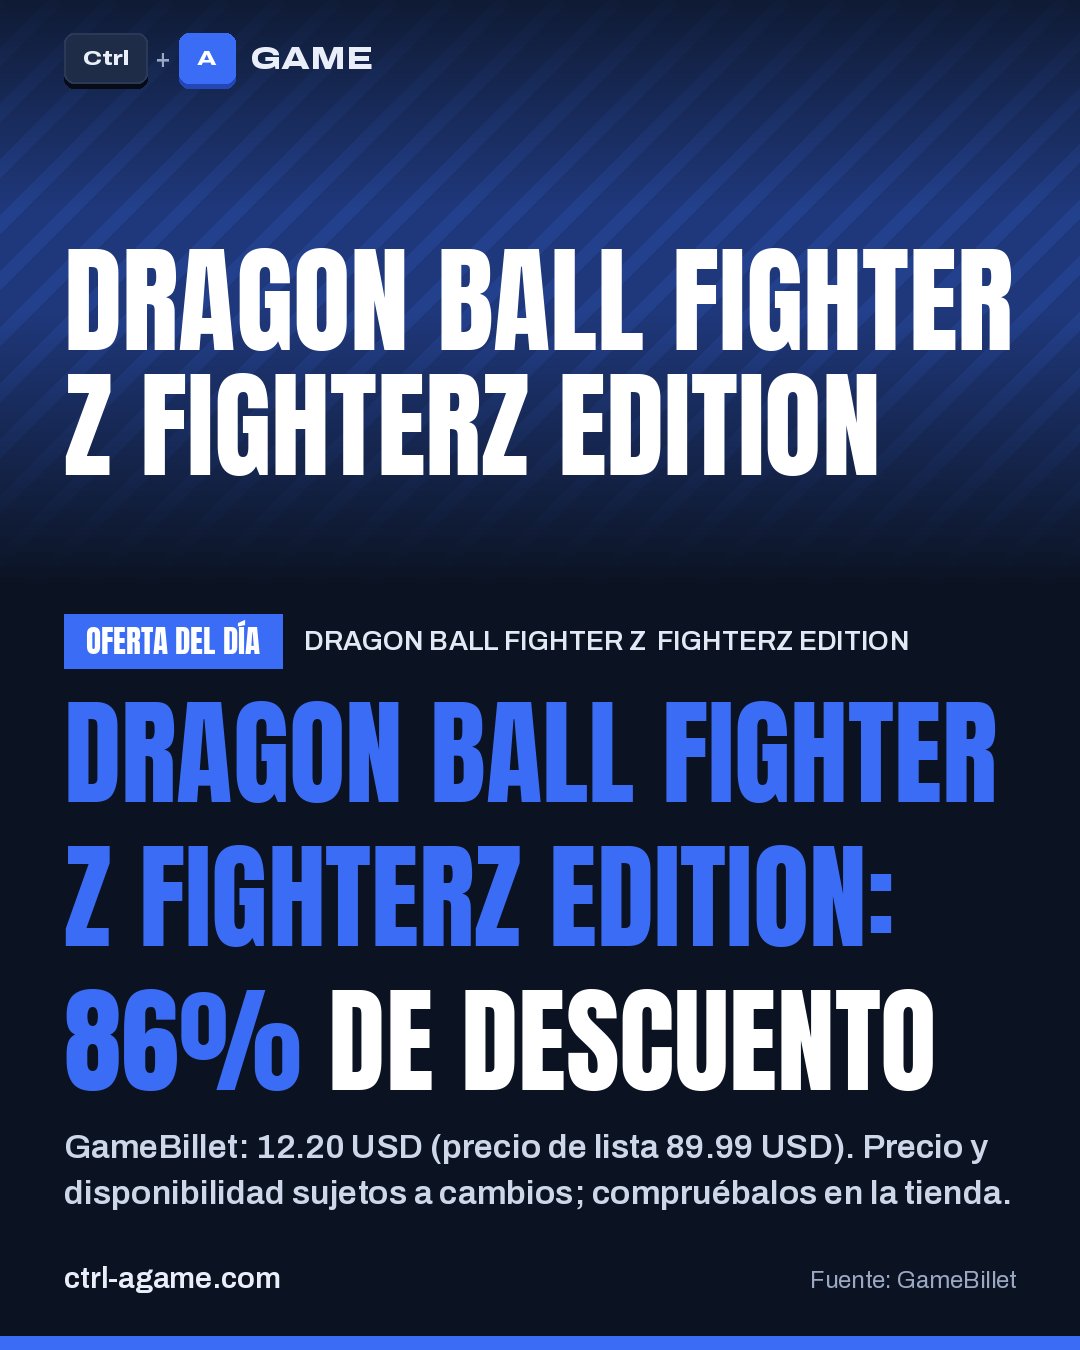 Ctrl + A GAME
DRAGON BALL FIGHTER
Z FIGHTERZ EDITION
OFERTA DEL DÍA DRAGON BALL FIGHTER Z  FIGHTERZ EDITION
DRAGON BALL FIGHTER
Z FIGHTERZ EDITION:
86% DE DESCUENTO
GameBillet: 12.20 USD (precio de lista 89.99 USD). Precio y
disponibilidad sujetos a cambios; compruébalos en la tienda.
ctrl-agame.com Fuente: GameBillet